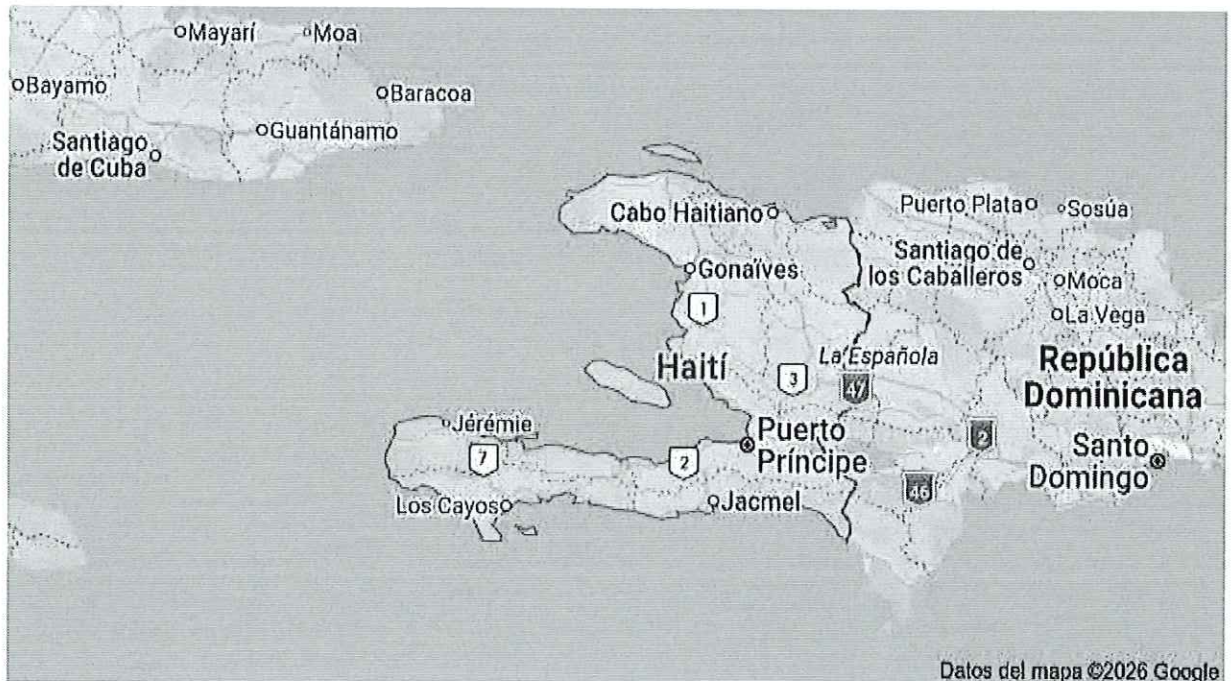 Mayarí
Moa
Bayamo
Baracoa
Guantánamo
Santiago
de Cuba
Cabo Haitiano
Puerto Plata
Sosúa
Gonaïves
Santiago de
los Caballeros
Moca
1
La Vega
Haití
3
La Española
47
República
Dominicana
Jérémie
7
2
Puerto
Príncipe
2
Santo
Domingo
46
Los Cayos
Jacmel
Datos del mapa ©2026 Google